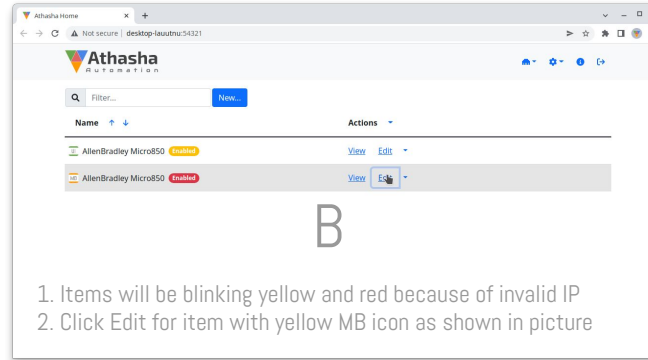 Athasha Home
Not secure | desktop-lauutnu:54321
Athasha
Automation
Filter...
New...
Name
Actions
AllenBradley Micro850 Enabled View Edit
MB AllenBradley Micro850 Enabled View Edit
B
1. Items will be blinking yellow and red because of invalid IP
2. Click Edit for item with yellow MB icon as shown in picture